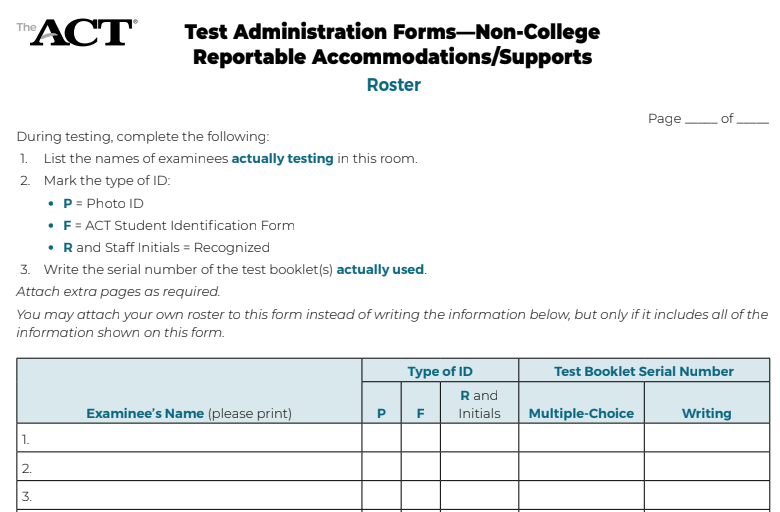 The ACT®
Test Administration Forms—Non-College
Reportable Accommodations/Supports
Roster
Page _____ of _____
During testing, complete the following:
1. List the names of examinees actually testing in this room.
2. Mark the type of ID:
• P = Photo ID
• F = ACT Student Identification Form
• R and Staff Initials = Recognized
3. Write the serial number of the test booklet(s) actually used.
Attach extra pages as required.
You may attach your own roster to this form instead of writing the information below, but only if it includes all of the
information shown on this form.
Type of ID Test Booklet Serial Number
Examinee's Name (please print) P F R and Initials Multiple-Choice Writing
1.
2.
3.